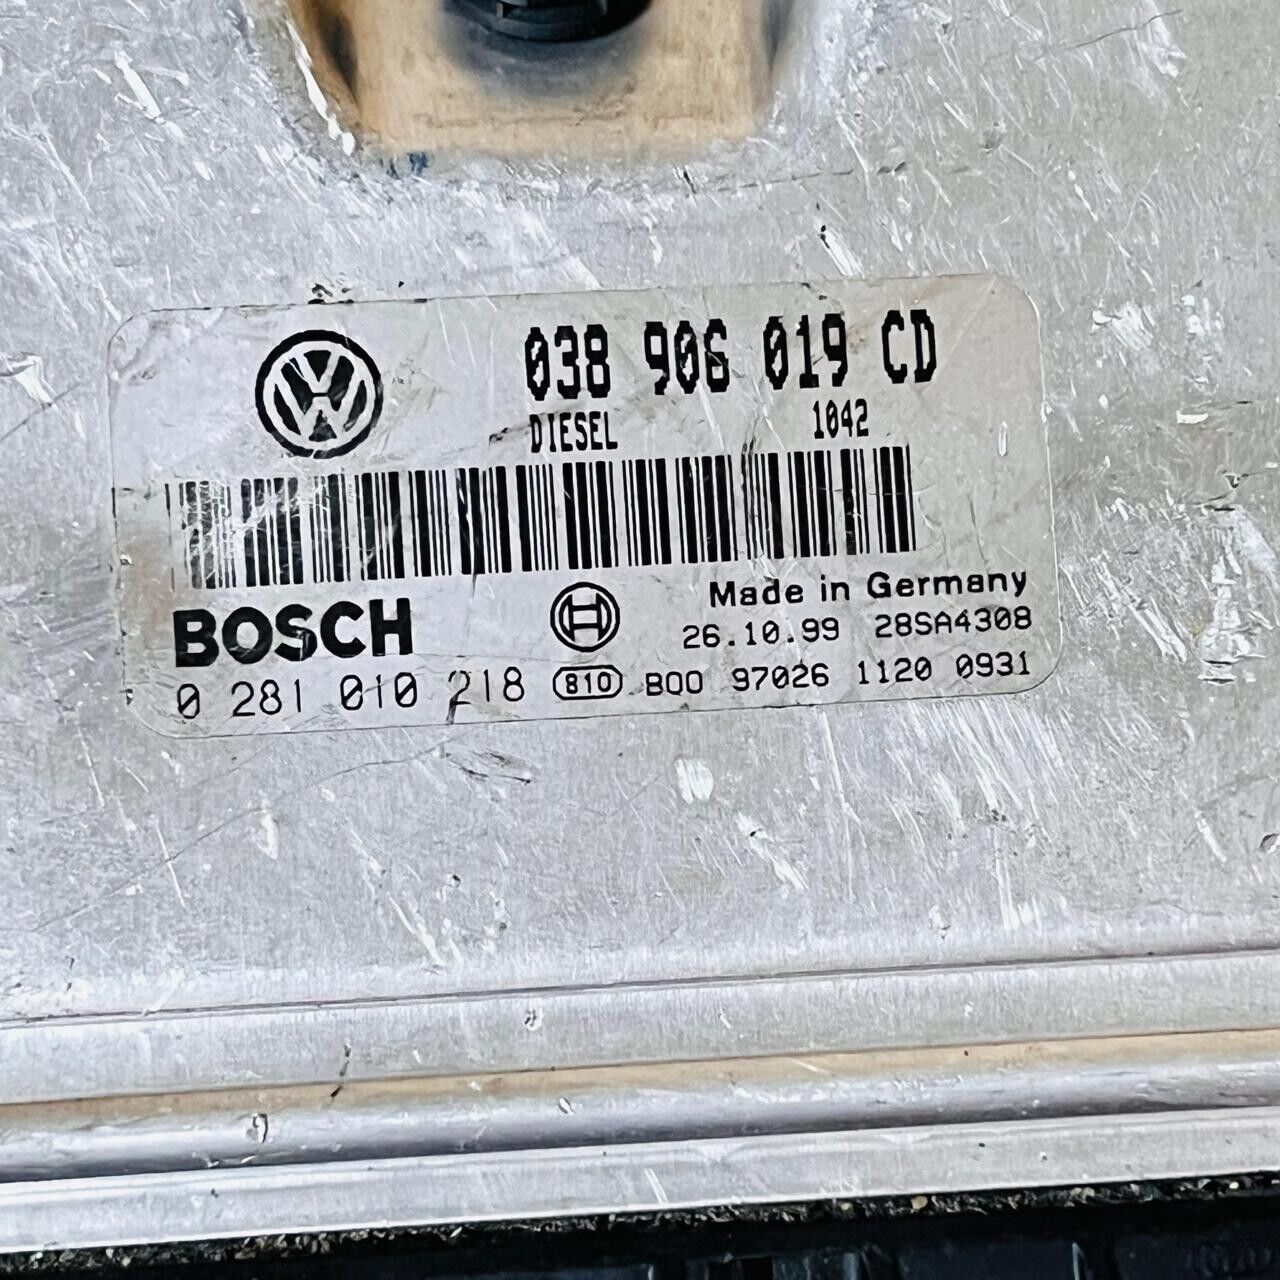 038 906 019 CD
DIESEL 1042
BOSCH Made in Germany
26.10.99 28SA4308
0 281 010 218 810 B00 97026 1120 0931